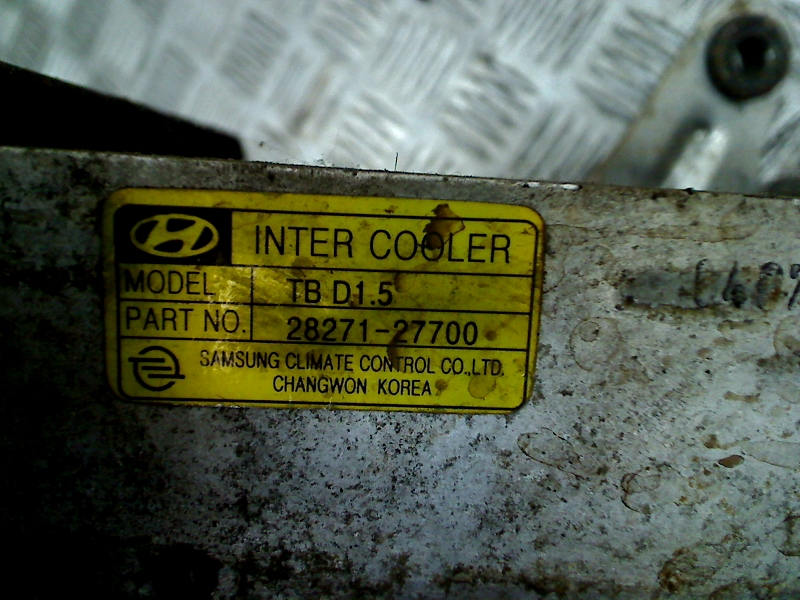 INTER COOLER
MODEL TB D1.5
PART NO. 28271-27700
SAMSUNG CLIMATE CONTROL CO.,LTD.
CHANGWON KOREA